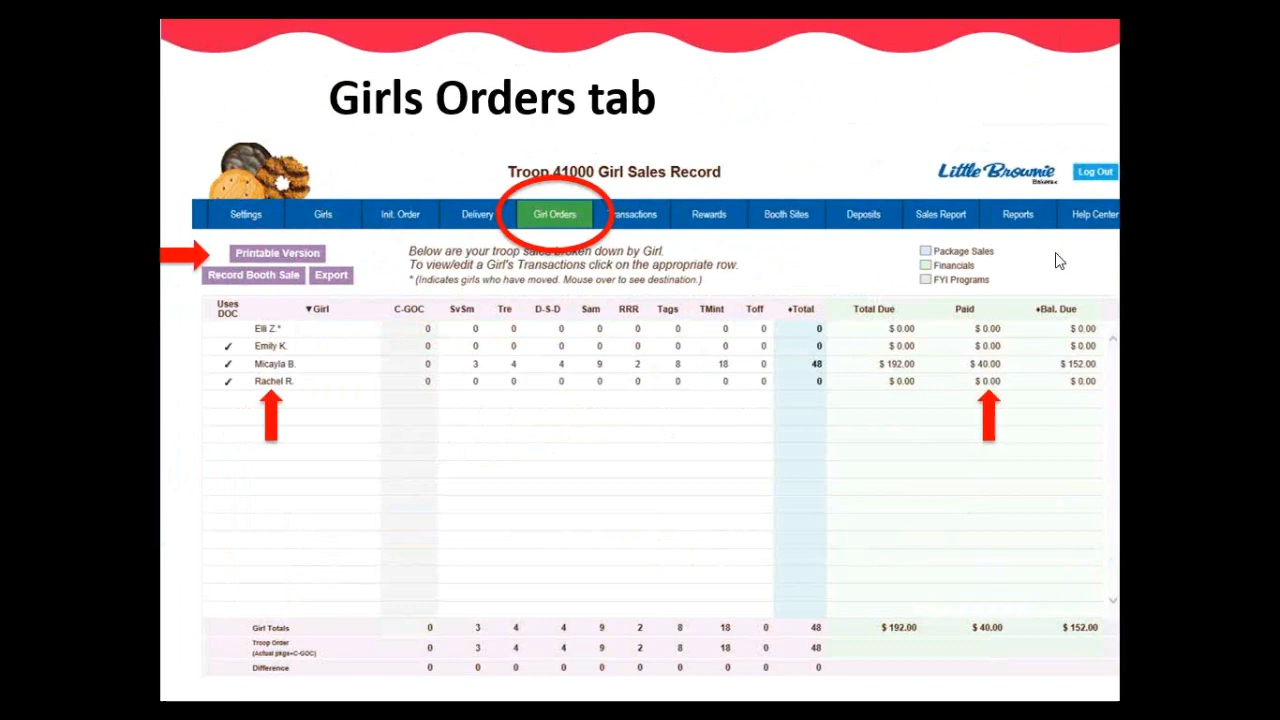 Girls Orders tab
Troop 41000 Girl Sales Record
Little Brownie
Bakers
Log Out
Settings Girls Init. Order Delivery Girl Orders Transactions Rewards Booth Sites Deposits Sales Report Reports Help Center
Printable Version
Record Booth Sale Export
Below are your troop sales broken down by Girl.
To view/edit a Girl's Transactions click on the appropriate row.
* (Indicates girls who have moved. Mouse over to see destination.)
Package Sales
Financials
FYI Programs
Uses DOC ▼Girl C-GOC SvSm Tre D-S-D Sam RRR Tags TMint Toff ♦Total Total Due Paid ♦Bal. Due
Elli Z.* 0 0 0 0 0 0 0 0 0 0 $ 0.00 $ 0.00 $ 0.00
✓ Emily K. 0 0 0 0 0 0 0 0 0 0 $ 0.00 $ 0.00 $ 0.00
✓ Micayla B. 0 3 4 4 9 2 8 18 0 48 $ 192.00 $ 40.00 $ 152.00
✓ Rachel R. 0 0 0 0 0 0 0 0 0 0 $ 0.00 $ 0.00 $ 0.00
Girl Totals 0 3 4 4 9 2 8 18 0 48 $ 192.00 $ 40.00 $ 152.00
Troop Order
(Actual pkgs+C-GOC) 0 3 4 4 9 2 8 18 0 48
Difference 0 0 0 0 0 0 0 0 0 0